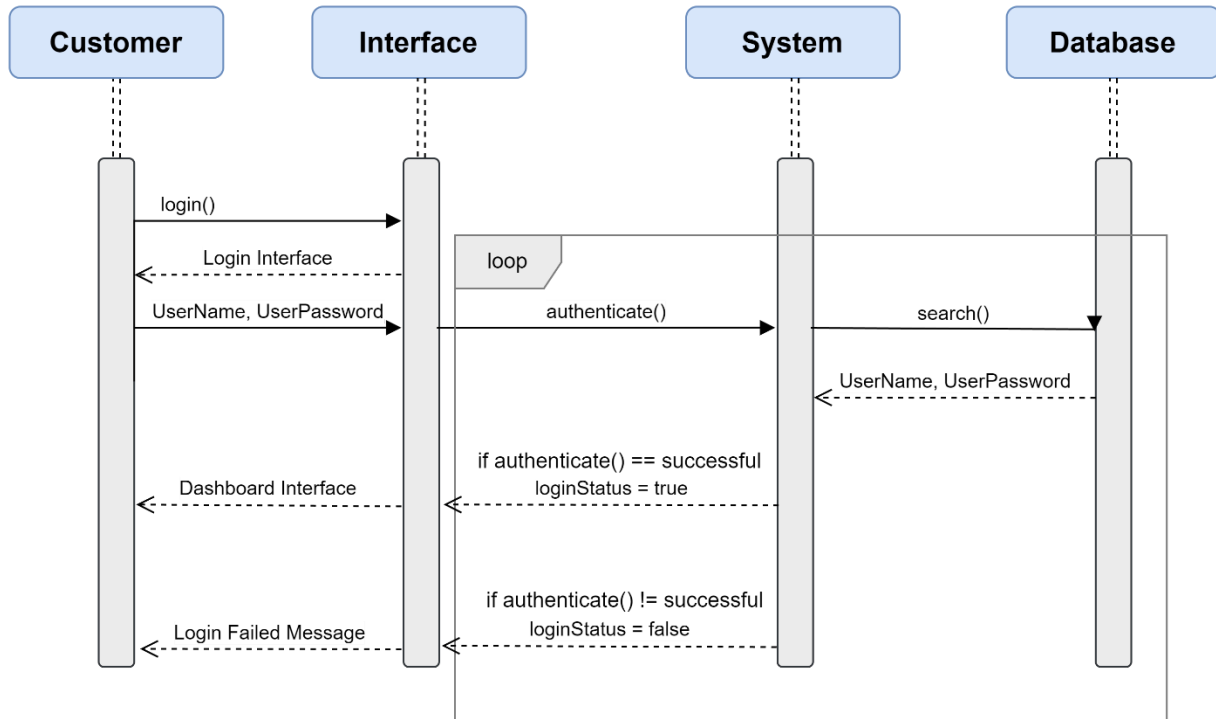 Customer
Interface
System
Database
login()
Login Interface
loop
UserName, UserPassword
authenticate()
search()
UserName, UserPassword
if authenticate() == successful
loginStatus = true
Dashboard Interface
if authenticate() != successful
loginStatus = false
Login Failed Message